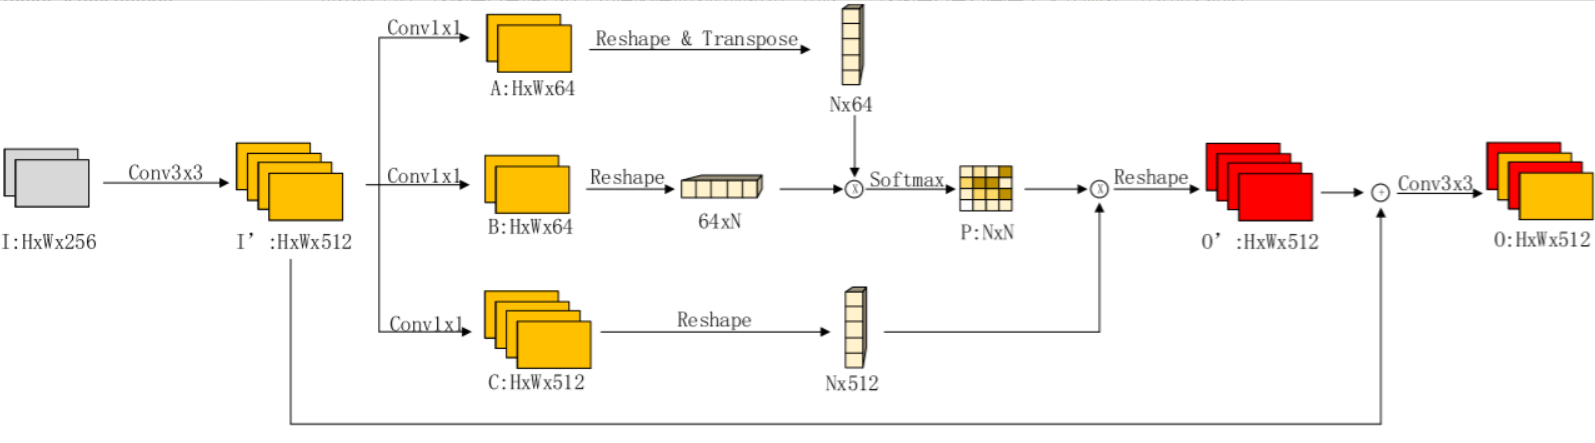 Conv1x1
Reshape & Transpose
A:HxWx64
Nx64
Conv3x3
Conv1x1
Reshape
X
Softmax
X
Reshape
+
Conv3x3
64xN
I:HxWx256
I’ :HxWx512
B:HxWx64
P:NxN
O’ :HxWx512
O:HxWx512
Conv1x1
Reshape
C:HxWx512
Nx512